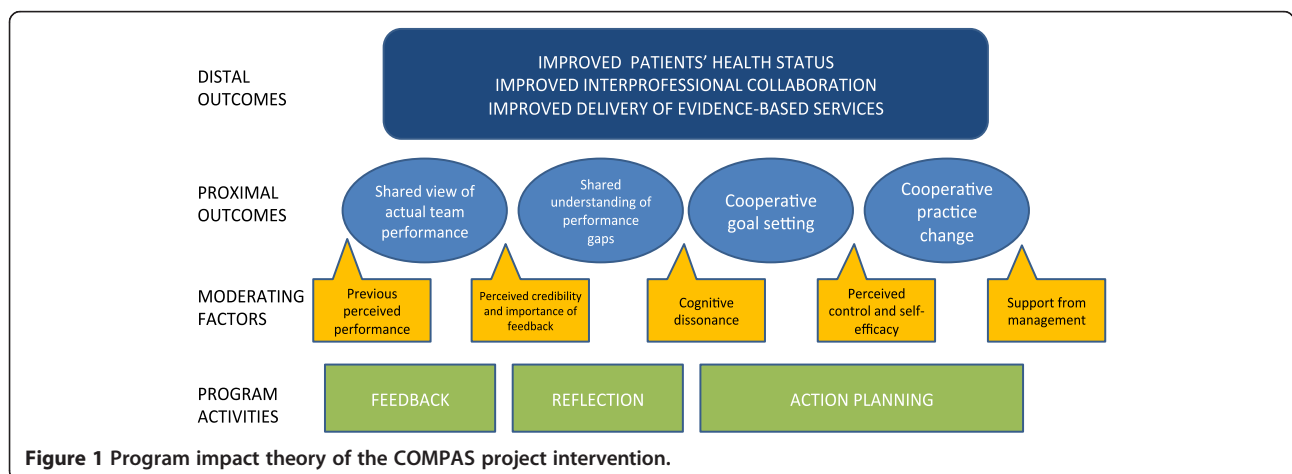 DISTAL
OUTCOMES
IMPROVED PATIENTS’ HEALTH STATUS
IMPROVED INTERPROFESSIONAL COLLABORATION
IMPROVED DELIVERY OF EVIDENCE-BASED SERVICES
PROXIMAL
OUTCOMES
Shared view of
actual team
performance
Shared
understanding of
performance
gaps
Cooperative
goal setting
Cooperative
practice
change
MODERATING
FACTORS
Previous
perceived
performance
Perceived credibility
and importance of
feedback
Cognitive
dissonance
Perceived
control and self-
efficacy
Support from
management
PROGRAM
ACTIVITIES
FEEDBACK
REFLECTION
ACTION PLANNING
Figure 1 Program impact theory of the COMPAS project intervention.